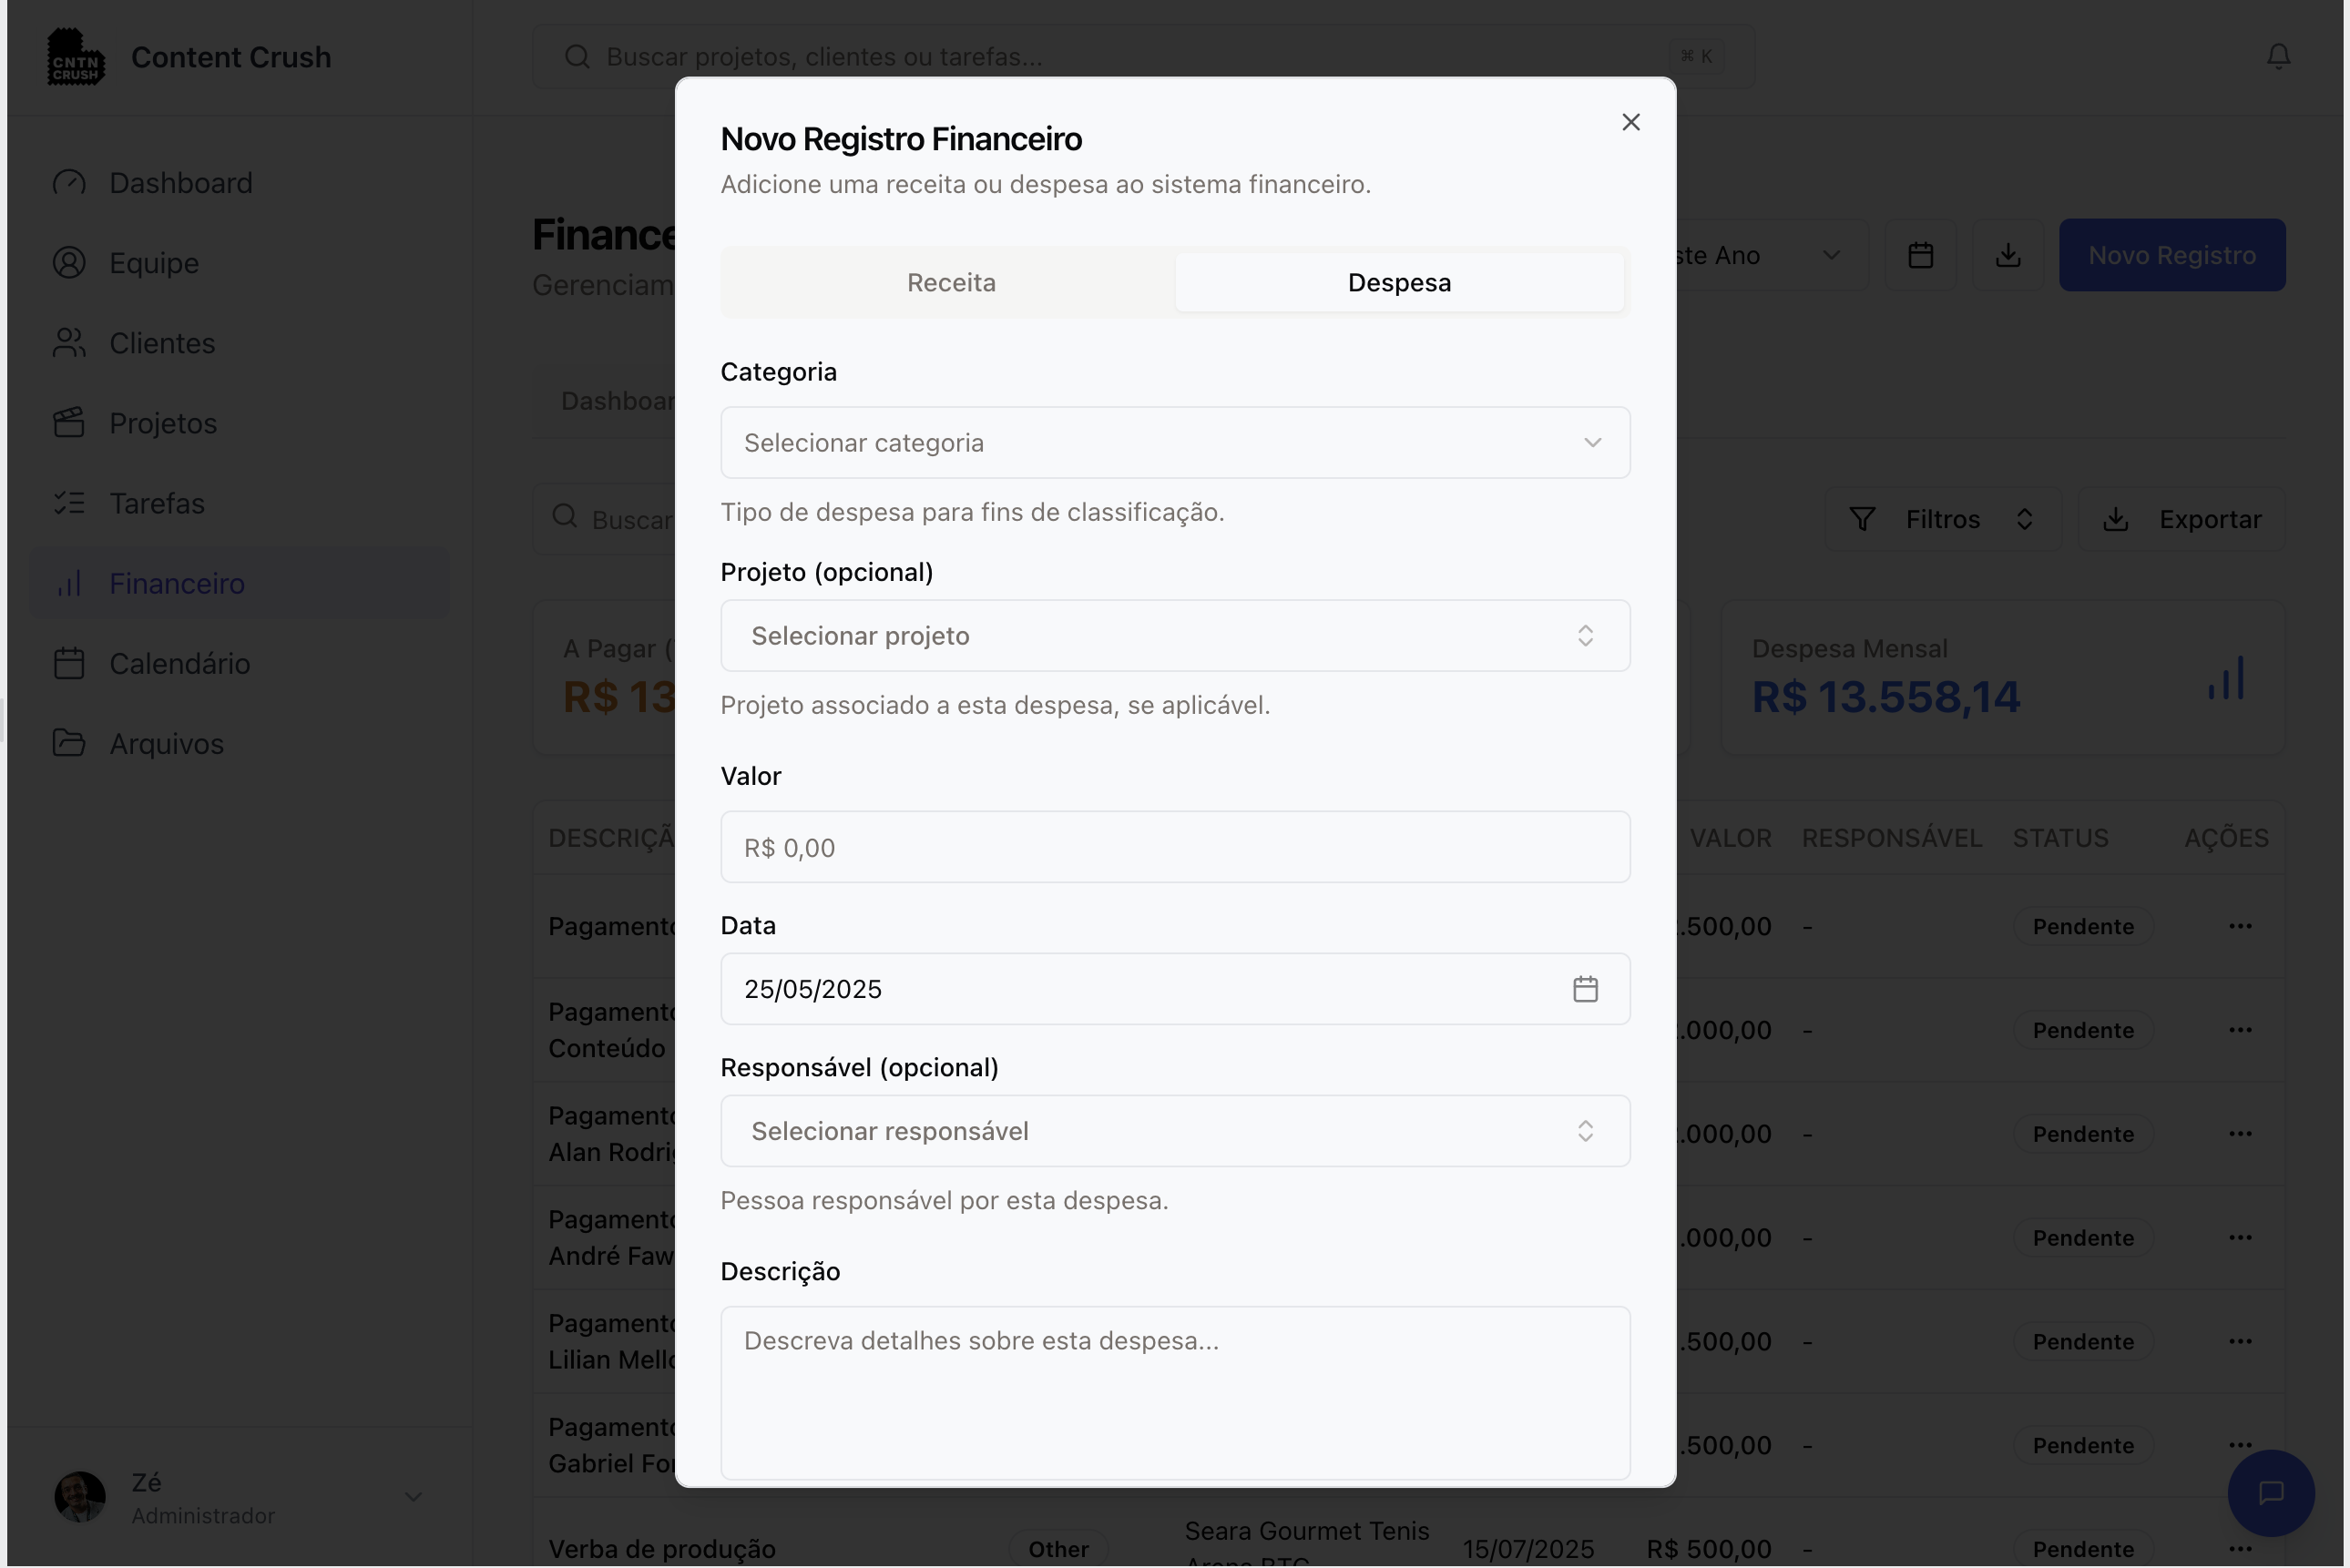 CNTN
CRUSH
Content Crush
Buscar projetos, clientes ou tarefas...
⌘ K
Dashboard
Equipe
Clientes
Projetos
Tarefas
Financeiro
Calendário
Arquivos
Zé
Administrador
Finance
Gerenciam
ste Ano
Novo Registro
Dashboar
Buscar
Filtros
Exportar
A Pagar (
R$ 13
Despesa Mensal
R$ 13.558,14
DESCRIÇÃ
VALOR
RESPONSÁVEL
STATUS
AÇÕES
Pagament
.500,00
-
Pendente
Pagament
Conteúdo
.000,00
-
Pendente
Pagament
Alan Rodri
.000,00
-
Pendente
Pagament
André Faw
.000,00
-
Pendente
Pagament
Lilian Mell
.500,00
-
Pendente
Pagament
Gabriel Fo
.500,00
-
Pendente
Verba de produção
Other
Seara Gourmet Tenis
Arena BTC
15/07/2025
R$ 500,00
-
Pendente
Novo Registro Financeiro
Adicione uma receita ou despesa ao sistema financeiro.
Receita
Despesa
Categoria
Selecionar categoria
Tipo de despesa para fins de classificação.
Projeto (opcional)
Selecionar projeto
Projeto associado a esta despesa, se aplicável.
Valor
R$ 0,00
Data
25/05/2025
Responsável (opcional)
Selecionar responsável
Pessoa responsável por esta despesa.
Descrição
Descreva detalhes sobre esta despesa...